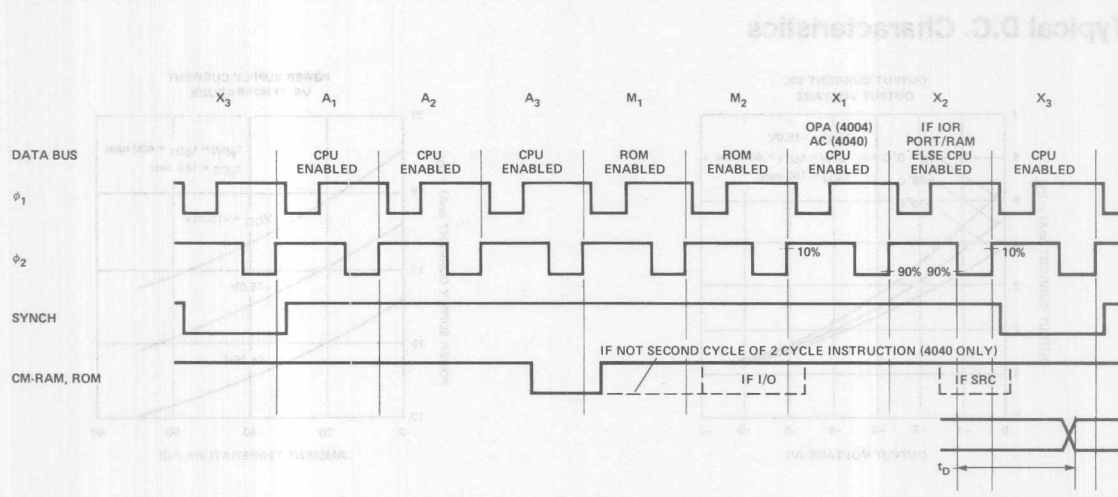 Typical D.C. Characteristics
POWER SUPPLY CURRENT
VS. TEMPERATURE
OUTPUT CURRENT VS.
OUTPUT VOLTAGE
X3 A1 A2 A3 M1 M2 X1 X2 X3
OPA (4004)
AC (4040)
CPU
ENABLED
IF IOR
PORT/RAM
ELSE CPU
ENABLED
DATA BUS
CPU
ENABLED
CPU
ENABLED
CPU
ENABLED
ROM
ENABLED
ROM
ENABLED
CPU
ENABLED
φ1
φ2
10%
90% 90%
10%
SYNCH
IF NOT SECOND CYCLE OF 2 CYCLE INSTRUCTION (4040 ONLY)
CM-RAM, ROM
IF I/O
IF SRC
AMBIENT TEMPERATURE
OUTPUT VOLTAGE (V)
tD